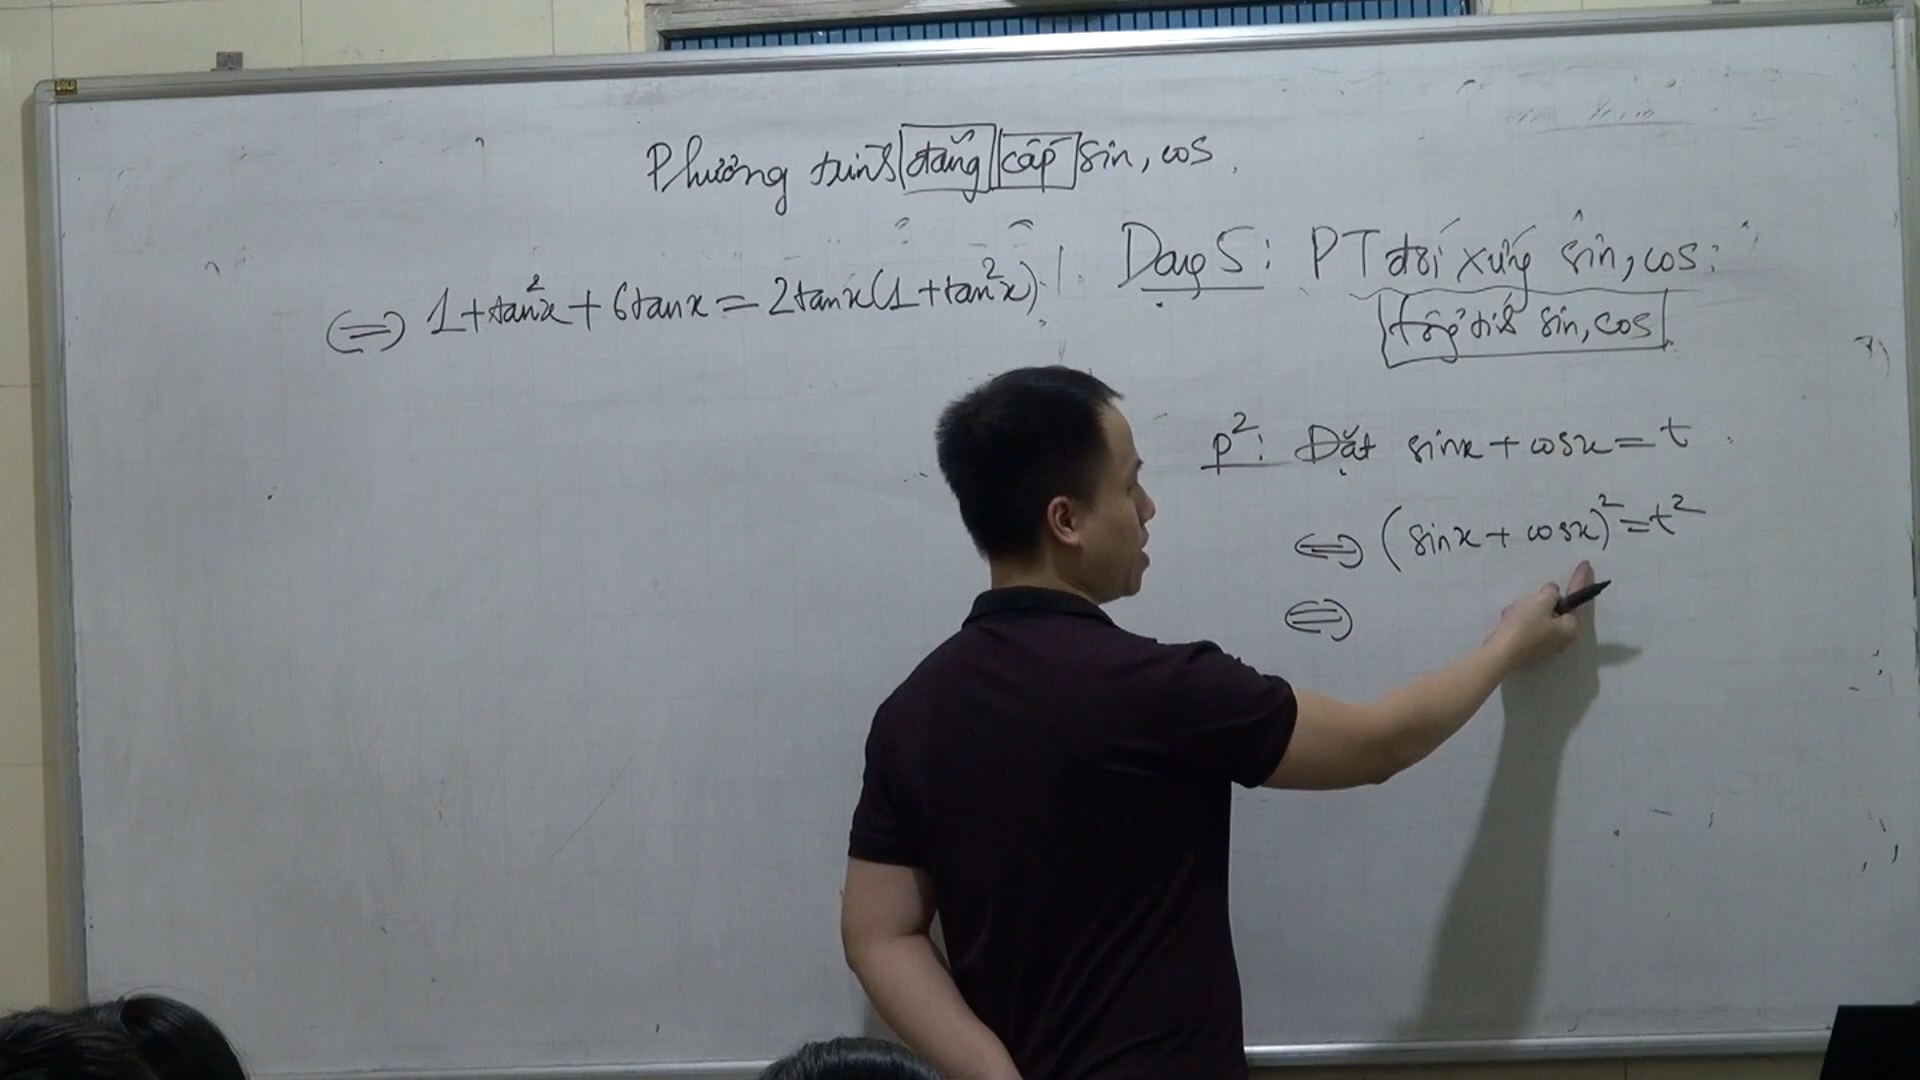 Phương trình đẳng cấp sin, cos.
⇔ 1+tan²x + 6tanx = 2tanx(1+tan²x).
Dạng 5: PT đối xứng sin, cos:
tổng tích sin, cos
P²: Đặt sinx + cosx = t
⇔ (sinx + cosx)² = t²
⇔